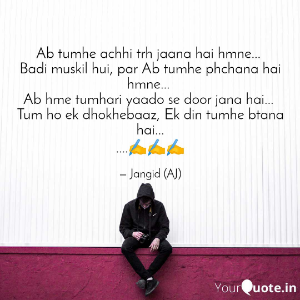 Ab tumhe achhi trh jaana hai hmne...
Badi muskil hui, par Ab tumhe phchana hai
hmne...
Ab hme tumhari yaado se door jana hai...
Tum ho ek dhokhebaaz, Ek din tumhe btana
hai...
....✍✍✍
– Jangid (AJ)
YourQuote.in